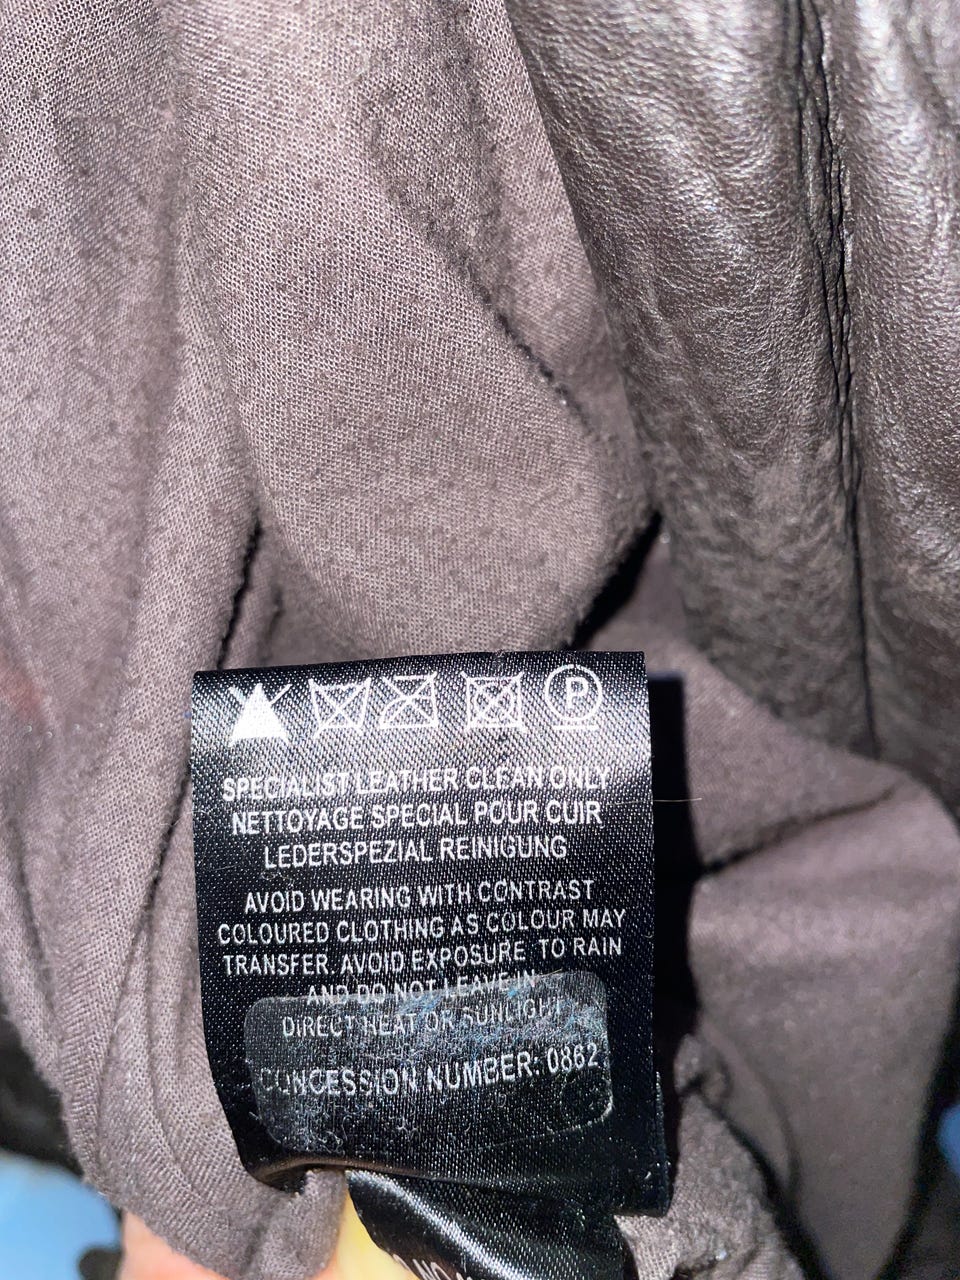 P
SPECIALIST LEATHER CLEAN ONLY
NETTOYAGE SPECIAL POUR CUIR
LEDERSPEZIAL REINIGUNG
AVOID WEARING WITH CONTRAST
COLOURED CLOTHING AS COLOUR MAY
TRANSFER. AVOID EXPOSURE TO RAIN
AND DO NOT LEAVE IN
DIRECT HEAT OR SUNLIGHT
CONCESSION NUMBER: 0862